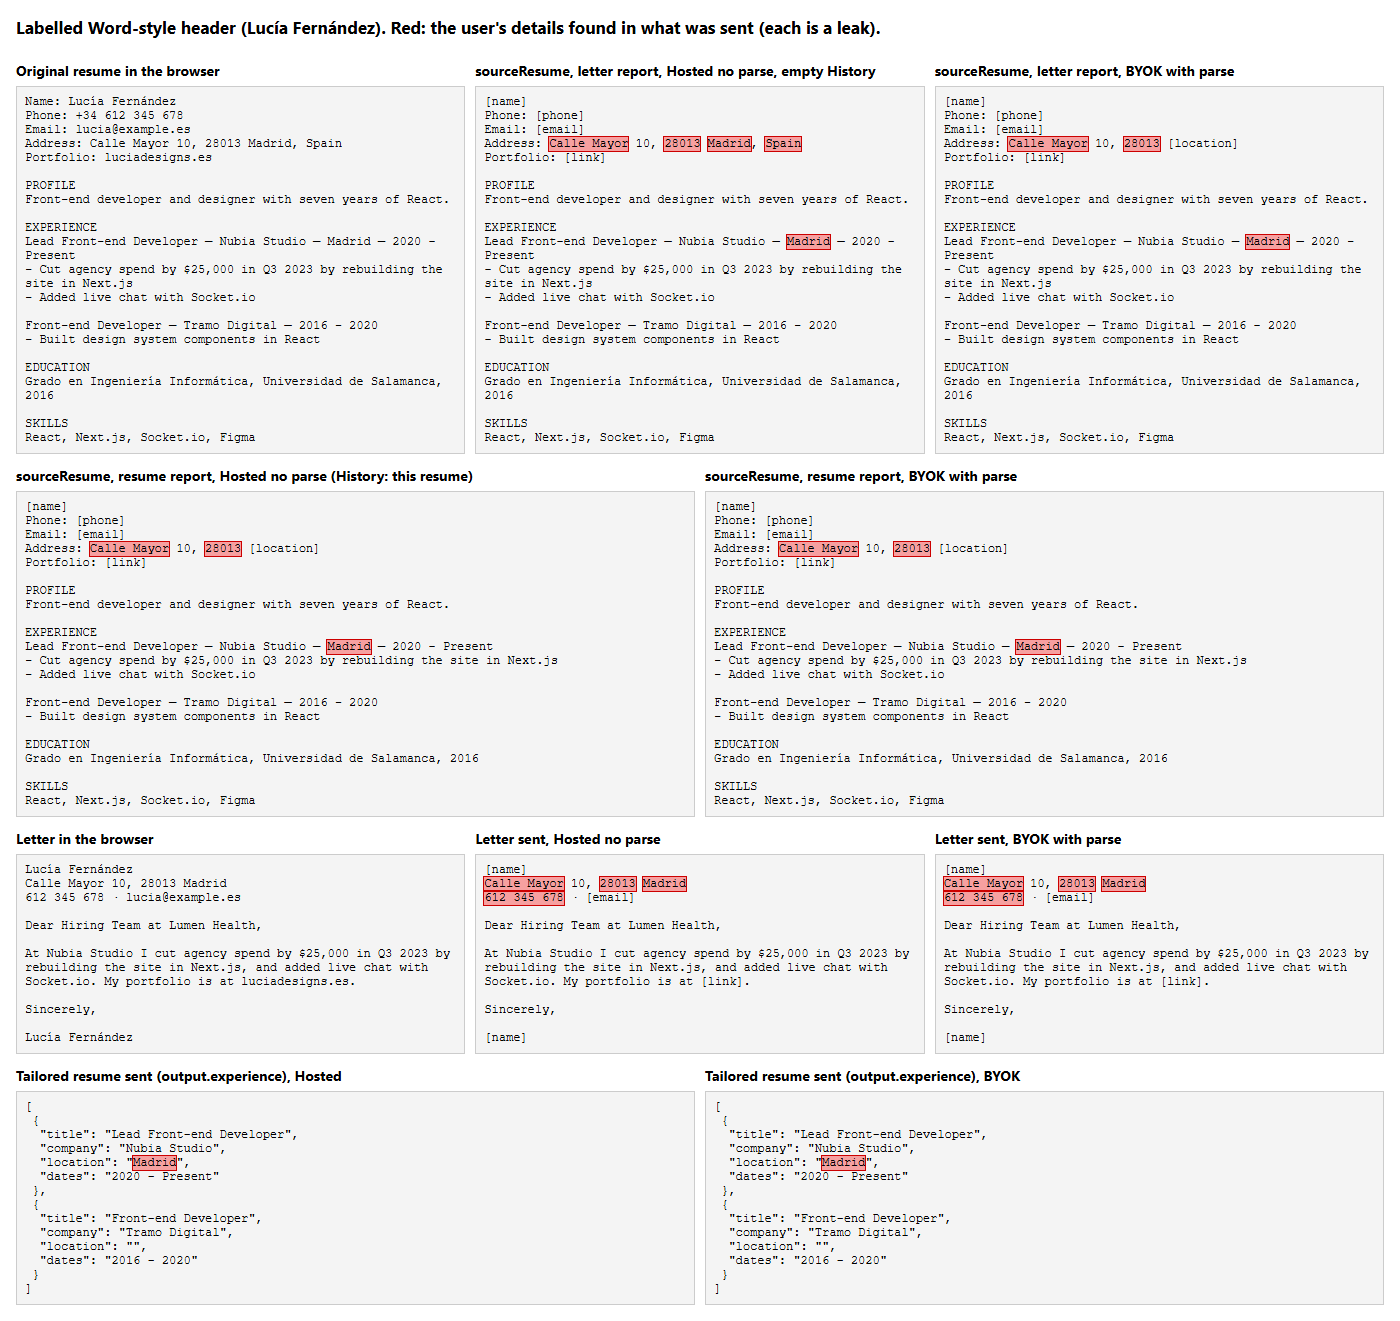 Labelled Word-style header (Lucía Fernández). Red: the user's details found in what was sent (each is a leak).
Original resume in the browser
Name: Lucía Fernández
Phone: +34 612 345 678
Email: lucia@example.es
Address: Calle Mayor 10, 28013 Madrid, Spain
Portfolio: luciadesigns.es
PROFILE
Front-end developer and designer with seven years of React.
EXPERIENCE
Lead Front-end Developer — Nubia Studio — Madrid — 2020 -
Present
- Cut agency spend by $25,000 in Q3 2023 by rebuilding the
site in Next.js
- Added live chat with Socket.io
Front-end Developer — Tramo Digital — 2016 - 2020
- Built design system components in React
EDUCATION
Grado en Ingeniería Informática, Universidad de Salamanca,
2016
SKILLS
React, Next.js, Socket.io, Figma
sourceResume, letter report, Hosted no parse, empty History
[name]
Phone: [phone]
Email: [email]
Address: Calle Mayor 10, 28013 Madrid, Spain
Portfolio: [link]
PROFILE
Front-end developer and designer with seven years of React.
EXPERIENCE
Lead Front-end Developer — Nubia Studio — Madrid — 2020 -
Present
- Cut agency spend by $25,000 in Q3 2023 by rebuilding the
site in Next.js
- Added live chat with Socket.io
Front-end Developer — Tramo Digital — 2016 - 2020
- Built design system components in React
EDUCATION
Grado en Ingeniería Informática, Universidad de Salamanca,
2016
SKILLS
React, Next.js, Socket.io, Figma
sourceResume, letter report, BYOK with parse
[name]
Phone: [phone]
Email: [email]
Address: Calle Mayor 10, 28013 [location]
Portfolio: [link]
PROFILE
Front-end developer and designer with seven years of React.
EXPERIENCE
Lead Front-end Developer — Nubia Studio — Madrid — 2020 -
Present
- Cut agency spend by $25,000 in Q3 2023 by rebuilding the
site in Next.js
- Added live chat with Socket.io
Front-end Developer — Tramo Digital — 2016 - 2020
- Built design system components in React
EDUCATION
Grado en Ingeniería Informática, Universidad de Salamanca,
2016
SKILLS
React, Next.js, Socket.io, Figma
sourceResume, resume report, Hosted no parse (History: this resume)
[name]
Phone: [phone]
Email: [email]
Address: Calle Mayor 10, 28013 [location]
Portfolio: [link]
PROFILE
Front-end developer and designer with seven years of React.
EXPERIENCE
Lead Front-end Developer — Nubia Studio — Madrid — 2020 - Present
- Cut agency spend by $25,000 in Q3 2023 by rebuilding the site in Next.js
- Added live chat with Socket.io
Front-end Developer — Tramo Digital — 2016 - 2020
- Built design system components in React
EDUCATION
Grado en Ingeniería Informática, Universidad de Salamanca, 2016
SKILLS
React, Next.js, Socket.io, Figma
sourceResume, resume report, BYOK with parse
[name]
Phone: [phone]
Email: [email]
Address: Calle Mayor 10, 28013 [location]
Portfolio: [link]
PROFILE
Front-end developer and designer with seven years of React.
EXPERIENCE
Lead Front-end Developer — Nubia Studio — Madrid — 2020 - Present
- Cut agency spend by $25,000 in Q3 2023 by rebuilding the site in Next.js
- Added live chat with Socket.io
Front-end Developer — Tramo Digital — 2016 - 2020
- Built design system components in React
EDUCATION
Grado en Ingeniería Informática, Universidad de Salamanca, 2016
SKILLS
React, Next.js, Socket.io, Figma
Letter in the browser
Lucía Fernández
Calle Mayor 10, 28013 Madrid
612 345 678 · lucia@example.es
Dear Hiring Team at Lumen Health,
At Nubia Studio I cut agency spend by $25,000 in Q3 2023 by
rebuilding the site in Next.js, and added live chat with
Socket.io. My portfolio is at luciadesigns.es.
Sincerely,
Lucía Fernández
Letter sent, Hosted no parse
[name]
Calle Mayor 10, 28013 Madrid
612 345 678 · [email]
Dear Hiring Team at Lumen Health,
At Nubia Studio I cut agency spend by $25,000 in Q3 2023 by
rebuilding the site in Next.js, and added live chat with
Socket.io. My portfolio is at [link].
Sincerely,
[name]
Letter sent, BYOK with parse
[name]
Calle Mayor 10, 28013 Madrid
612 345 678 · [email]
Dear Hiring Team at Lumen Health,
At Nubia Studio I cut agency spend by $25,000 in Q3 2023 by
rebuilding the site in Next.js, and added live chat with
Socket.io. My portfolio is at [link].
Sincerely,
[name]
Tailored resume sent (output.experience), Hosted
[
{
"title": "Lead Front-end Developer",
"company": "Nubia Studio",
"location": "Madrid",
"dates": "2020 - Present"
},
{
"title": "Front-end Developer",
"company": "Tramo Digital",
"location": "",
"dates": "2016 - 2020"
}
]
Tailored resume sent (output.experience), BYOK
[
{
"title": "Lead Front-end Developer",
"company": "Nubia Studio",
"location": "Madrid",
"dates": "2020 - Present"
},
{
"title": "Front-end Developer",
"company": "Tramo Digital",
"location": "",
"dates": "2016 - 2020"
}
]